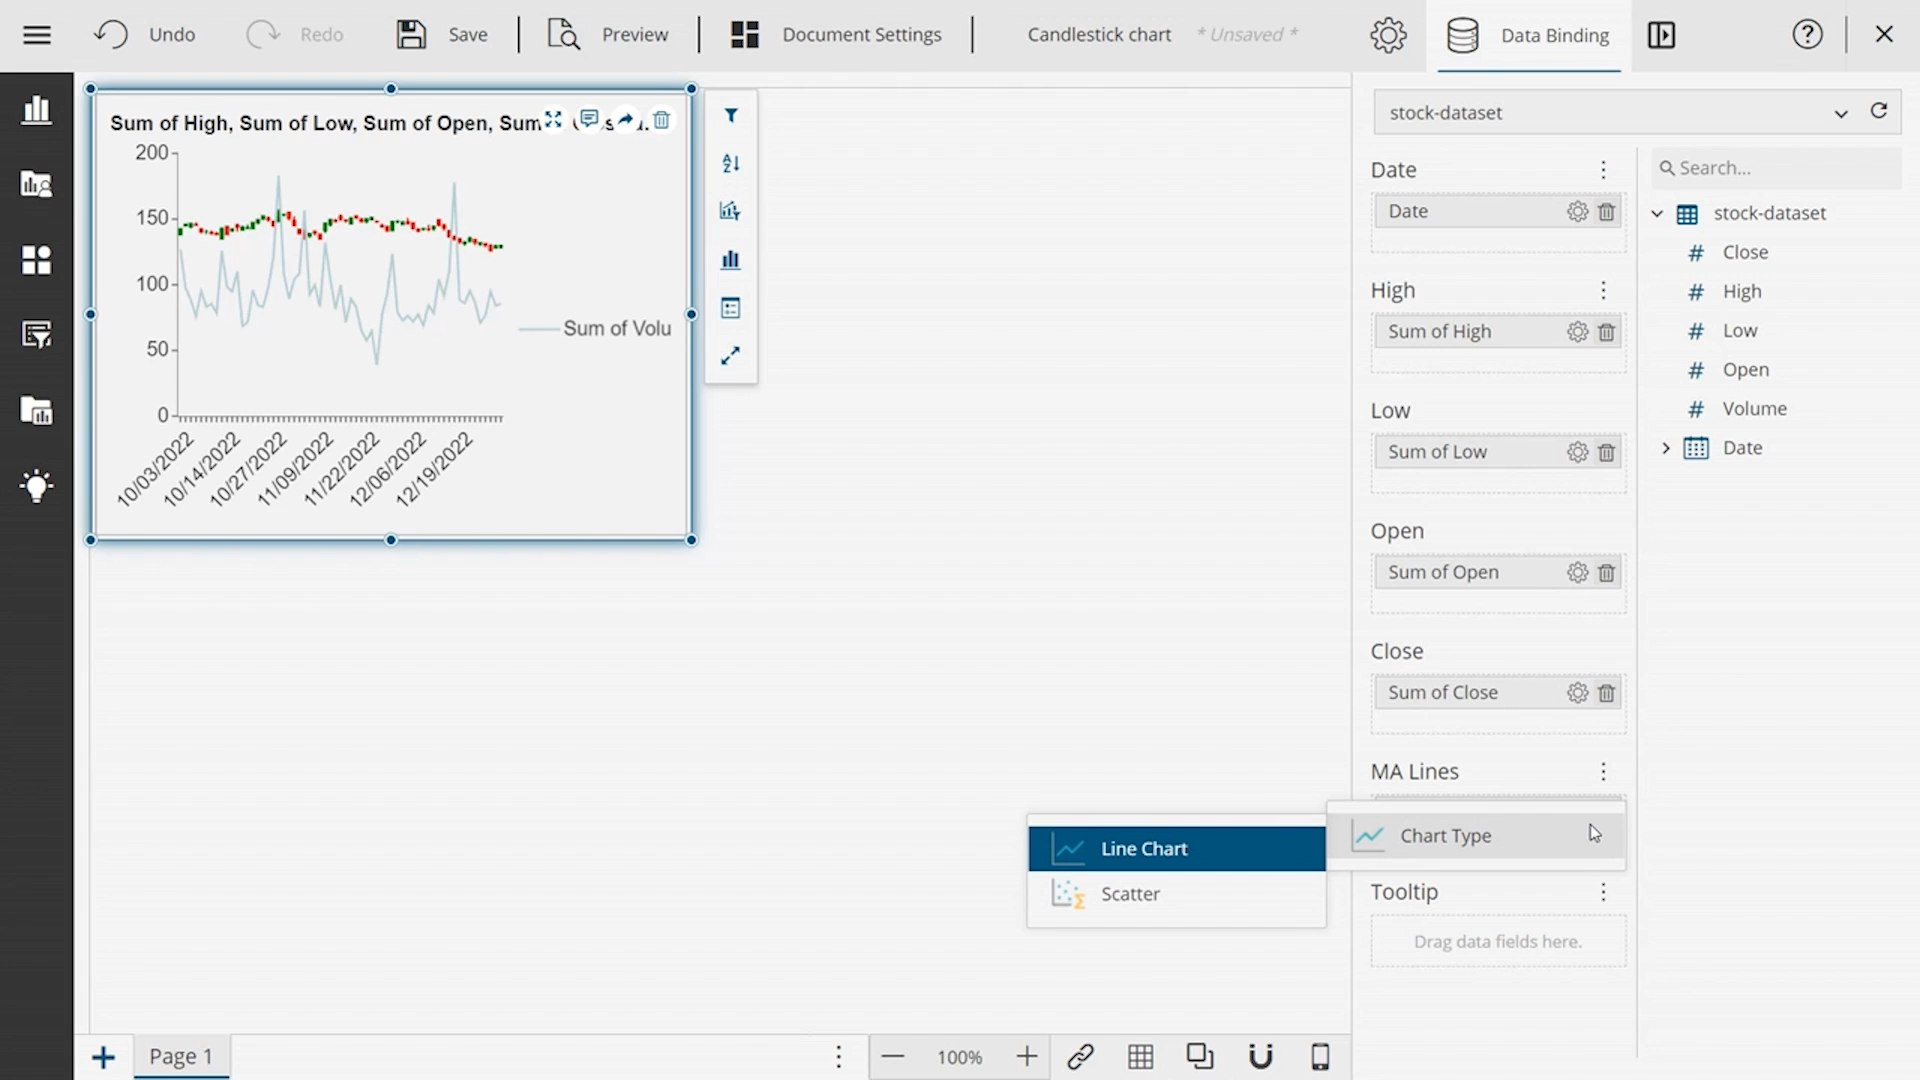 Undo
Redo
Save
Preview
Document Settings
Candlestick chart
* Unsaved *
Data Binding
Sum of High, Sum of Low, Sum of Open, Sum
200
150
100
50
0
10/03/2022
10/14/2022
10/27/2022
11/09/2022
11/22/2022
12/06/2022
12/19/2022
Sum of Volu
stock-dataset
Date
Date
High
Sum of High
Low
Sum of Low
Open
Sum of Open
Close
Sum of Close
MA Lines
Chart Type
Line Chart
Scatter
Tooltip
Drag data fields here.
Search...
stock-dataset
# Close
# High
# Low
# Open
# Volume
Date
Page 1
100%